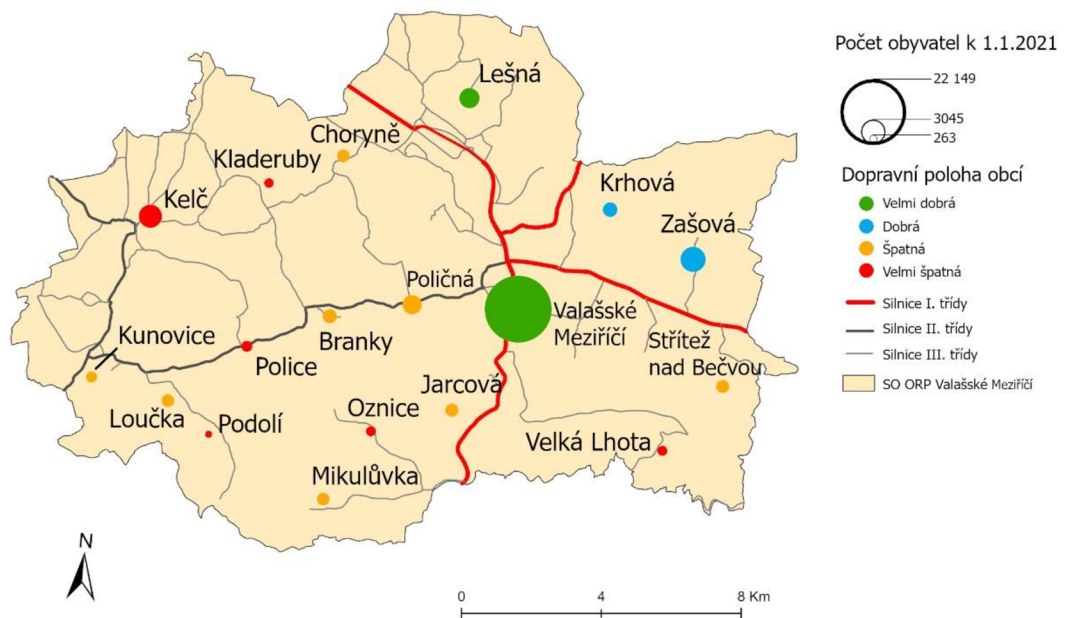 Lešná
Choryně
Kladeruby
Kelč
Krhová
Zašová
Poličná
Valašské
Meziříčí
Kunovice
Branky
Střítež
nad Bečvou
Police
Jarcová
Loučka
Podolí
Oznice
Velká Lhota
Mikulůvka
N
0 4 8 Km
Počet obyvatel k 1.1.2021
22 149
3045
263
Dopravní poloha obcí
Velmi dobrá
Dobrá
Špatná
Velmi špatná
Silnice I. třídy
Silnice II. třídy
Silnice III. třídy
SO ORP Valašské Meziříčí